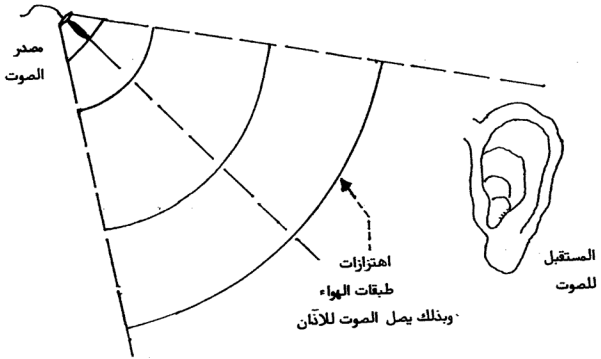 مصدر
الصوت
المستقبل
للصوت
اهتزازات
طبقات الهواء
وبذلك يصل الصوت للآذان